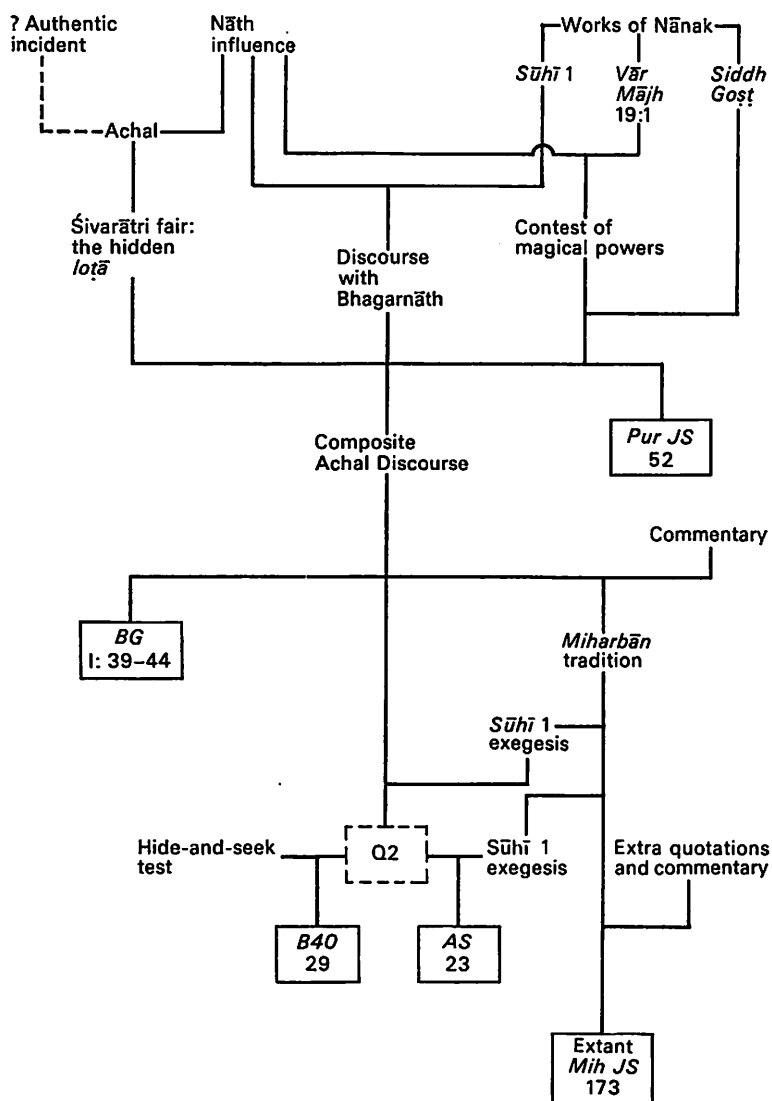 ? Authentic
incident
Nāth
influence
Works of Nānak
Sūhī 1
Vār
Mājh
19:1
Siddh
Goṣṭ
Achal
Śivarātri fair:
the hidden
loṭā
Discourse
with
Bhagarnāth
Contest of
magical powers
Pur JS
52
Composite
Achal Discourse
Commentary
BG
I: 39–44
Miharbān
tradition
Sūhī 1
exegesis
Hide-and-seek
test
Q2
Sūhī 1
exegesis
Extra quotations
and commentary
B40
29
AS
23
Extant
Mih JS
173